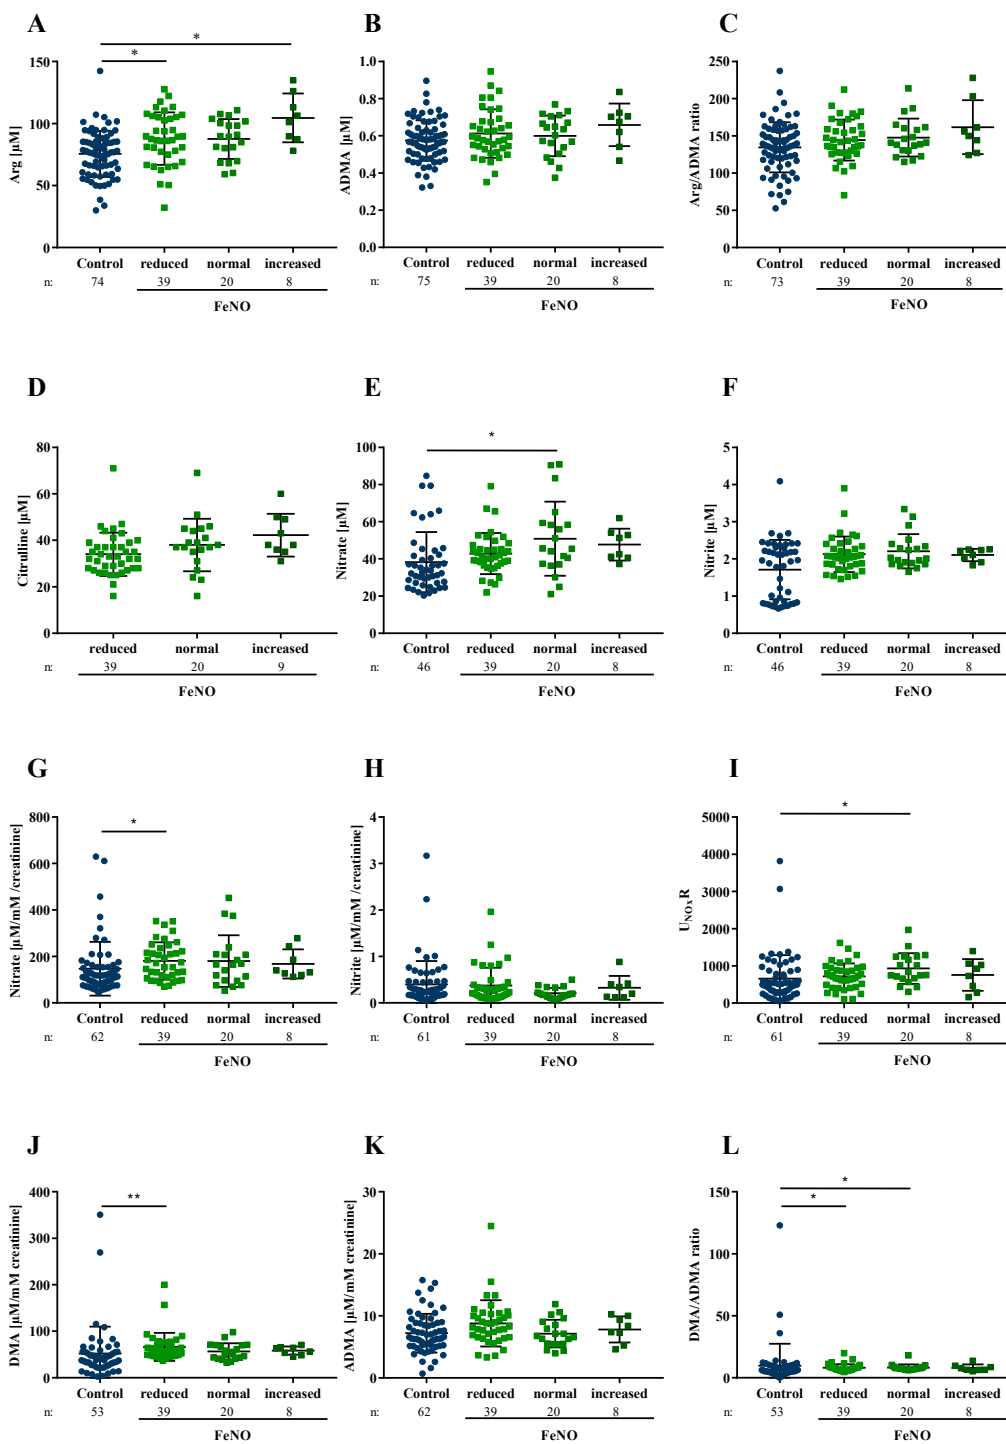 A B C
* *
Arg [µM]
150
100
50
0
Control reduced normal increased
n: 74 39 20 8
FeNO
ADMA [µM]
1.0
0.8
0.6
0.4
0.2
0.0
Control reduced normal increased
n: 75 39 20 8
FeNO
Arg/ADMA ratio
250
200
150
100
50
0
Control reduced normal increased
n: 73 39 20 8
FeNO
D E F
Citrulline [µM]
80
60
40
20
0
reduced normal increased
n: 39 20 9
FeNO
*
Nitrate [µM]
100
80
60
40
20
0
Control reduced normal increased
n: 46 39 20 8
FeNO
Nitrite [µM]
5
4
3
2
1
0
Control reduced normal increased
n: 46 39 20 8
FeNO
G H I
*
Nitrate [µM/mM /creatinine]
800
600
400
200
0
Control reduced normal increased
n: 62 39 20 8
FeNO
Nitrite [µM/mM /creatinine]
4
3
2
1
0
Control reduced normal increased
n: 61 39 20 8
FeNO
*
UNOxR
5000
4000
3000
2000
1000
0
Control reduced normal increased
n: 61 39 20 8
FeNO
J K L
**
DMA [µM/mM creatinine]
400
300
200
100
0
Control reduced normal increased
n: 53 39 20 8
FeNO
ADMA [µM/mM creatinine]
30
20
10
0
Control reduced normal increased
n: 62 39 20 8
FeNO
* *
DMA/ADMA ratio
150
100
50
0
Control reduced normal increased
n: 53 39 20 8
FeNO